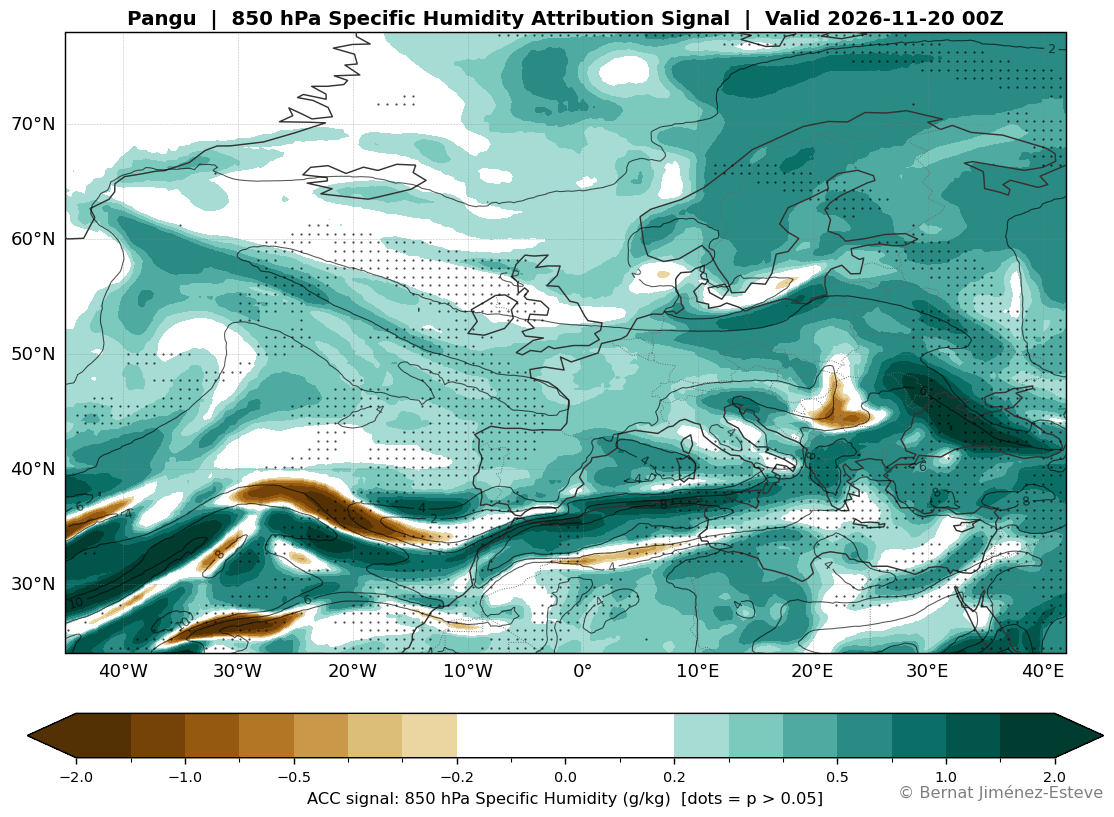 Pangu | 850 hPa Specific Humidity Attribution Signal | Valid 2026-11-20 00Z
70°N
60°N
50°N
40°N
30°N
40°W
30°W
20°W
10°W
0°
10°E
20°E
30°E
40°E
−2.0
−1.0
−0.5
−0.2
0.0
0.2
0.5
1.0
2.0
ACC signal: 850 hPa Specific Humidity (g/kg) [dots = p > 0.05]
© Bernat Jiménez-Esteve